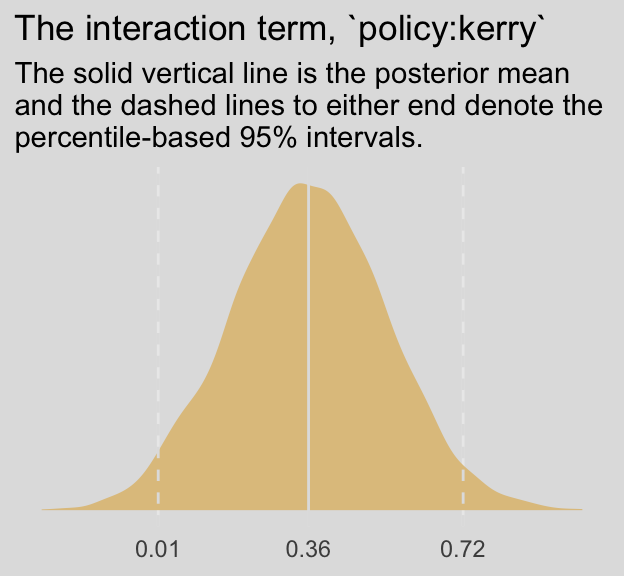 The interaction term, `policy:kerry`
The solid vertical line is the posterior mean
and the dashed lines to either end denote the
percentile-based 95% intervals.
0.01 0.36 0.72